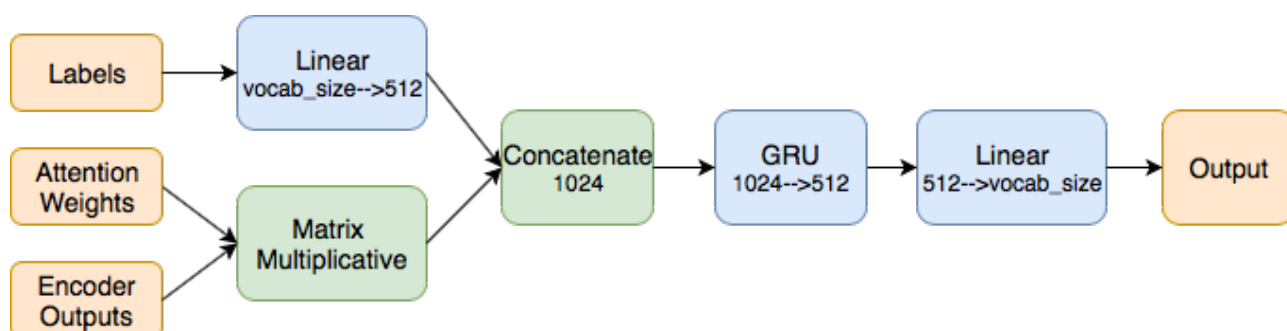 Labels
Linear
vocab_size-->512
Attention
Weights
Matrix
Multiplicative
Encoder
Outputs
Concatenate
1024
GRU
1024-->512
Linear
512-->vocab_size
Output